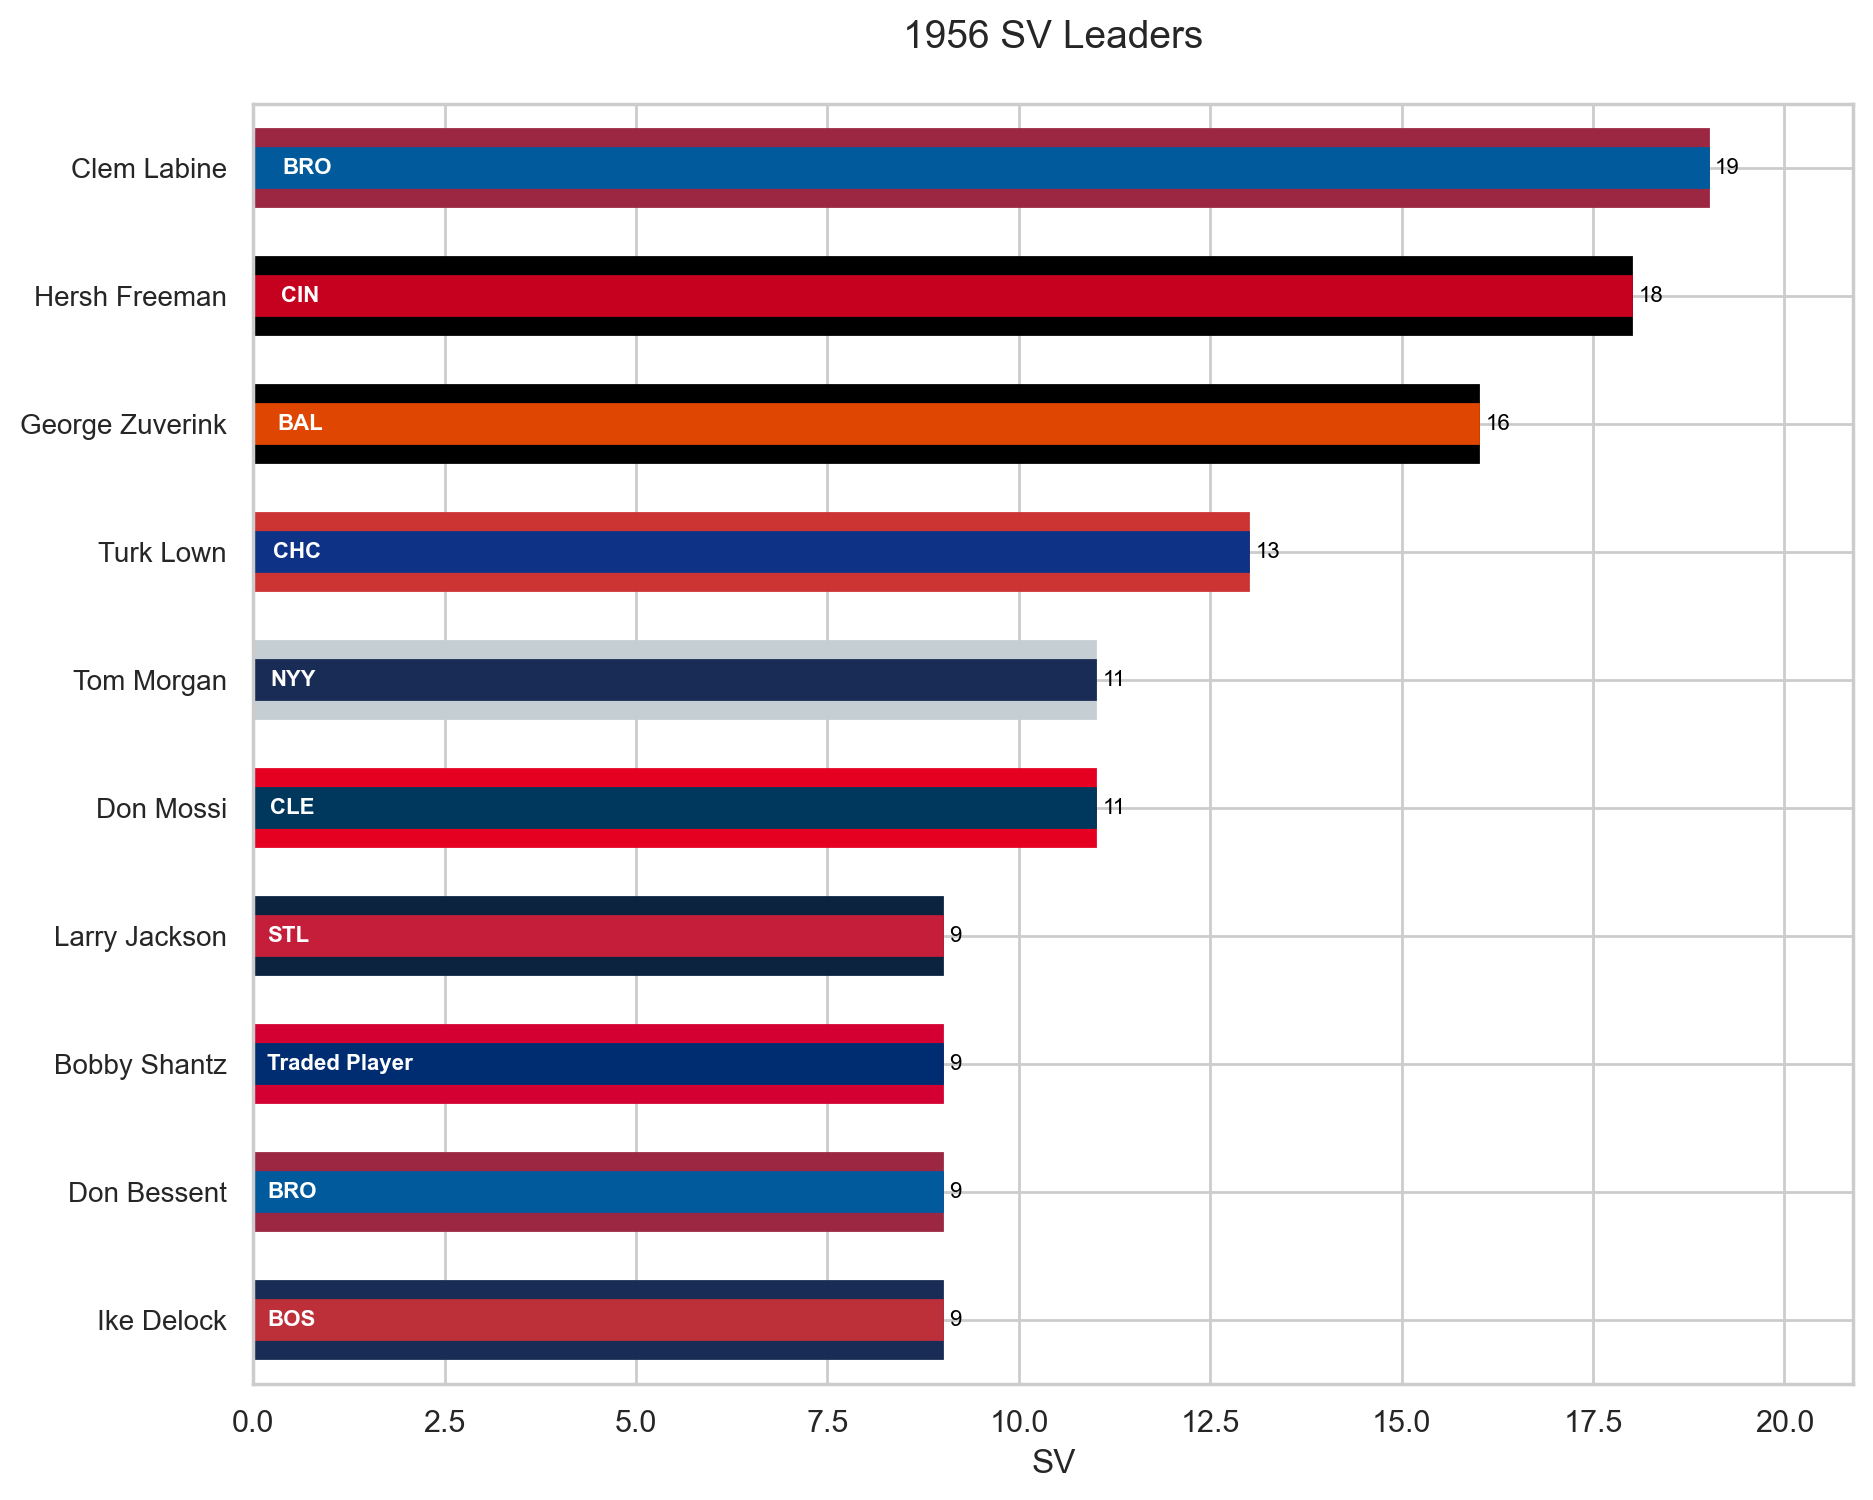 1956 SV Leaders
Clem Labine BRO 19
Hersh Freeman CIN 18
George Zuverink BAL 16
Turk Lown CHC 13
Tom Morgan NYY 11
Don Mossi CLE 11
Larry Jackson STL 9
Bobby Shantz Traded Player 9
Don Bessent BRO 9
Ike Delock BOS 9
0.0 2.5 5.0 7.5 10.0 12.5 15.0 17.5 20.0
SV